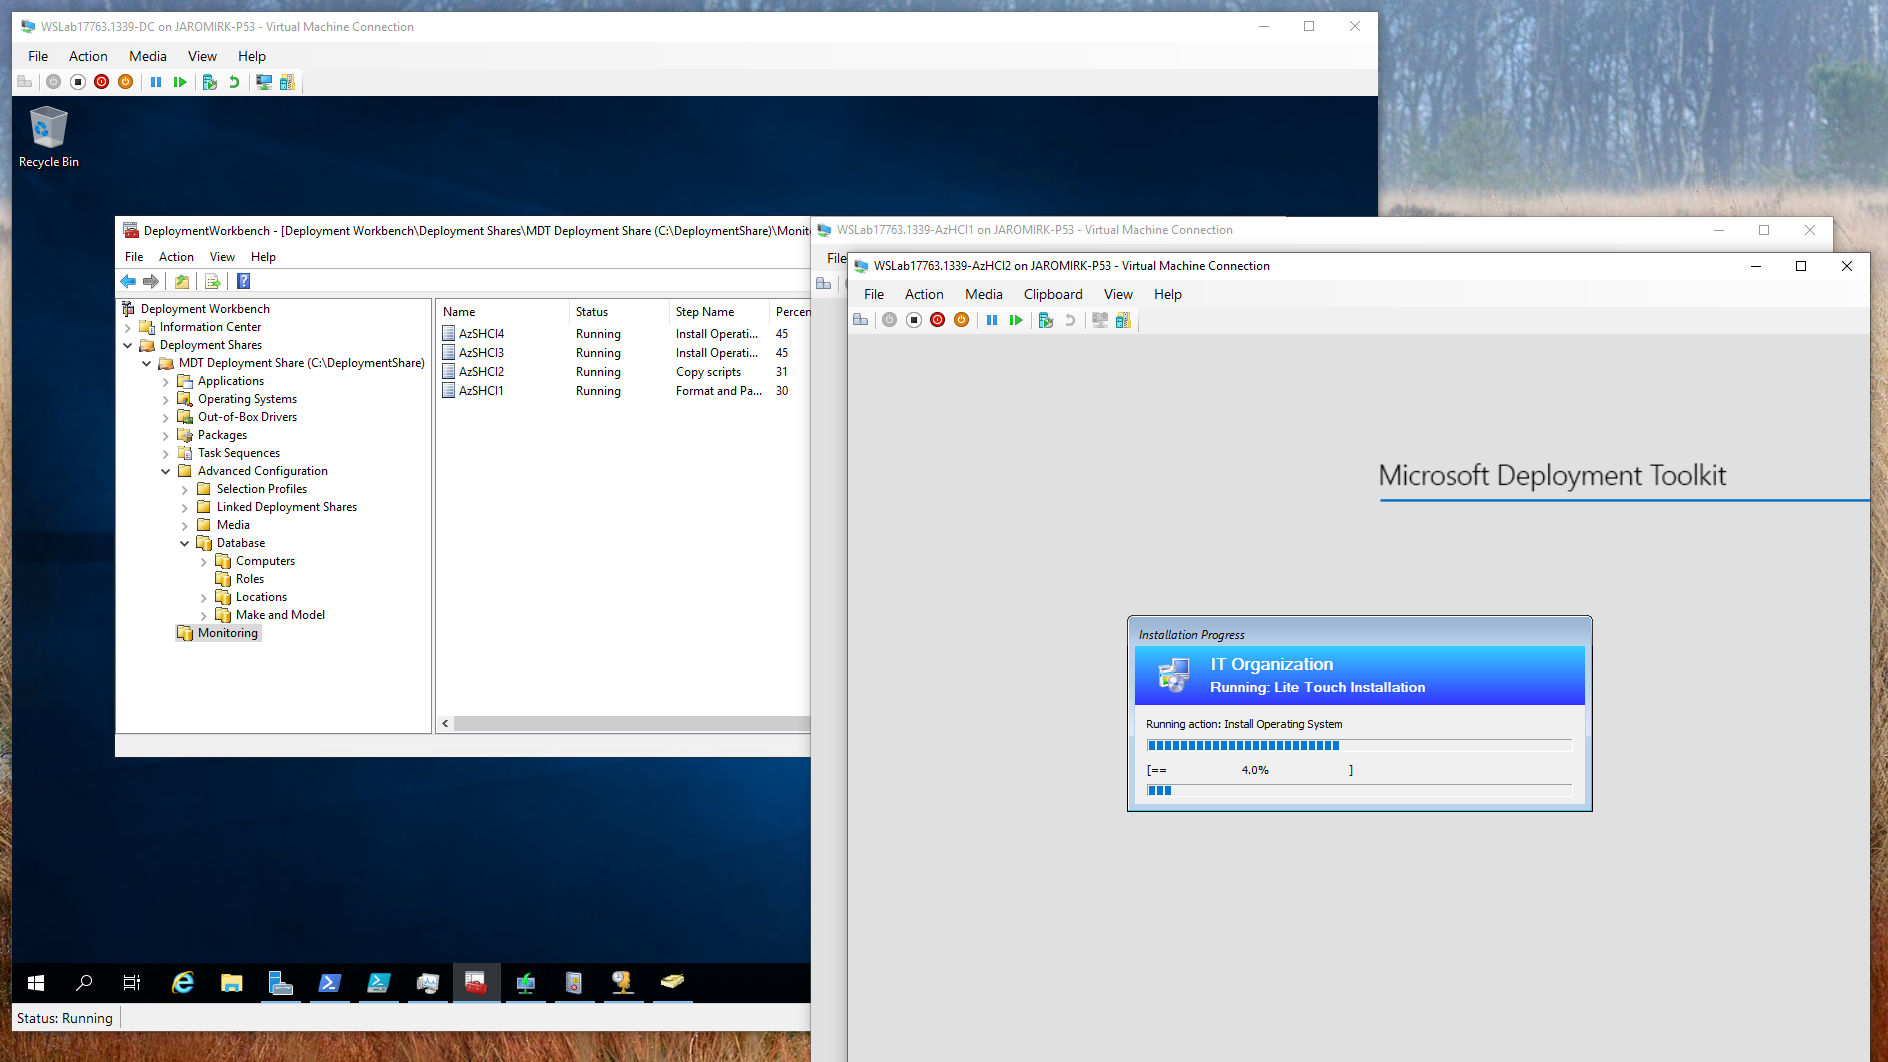 WSLab17763.1339-DC on JAROMIRK-P53 - Virtual Machine Connection
File Action Media View Help
Recycle Bin
DeploymentWorkbench - [Deployment Workbench\Deployment Shares\MDT Deployment Share (C:\DeploymentShare)\Monito
File Action View Help
Deployment Workbench
Information Center
Deployment Shares
MDT Deployment Share (C:\DeploymentShare)
Applications
Operating Systems
Out-of-Box Drivers
Packages
Task Sequences
Advanced Configuration
Selection Profiles
Linked Deployment Shares
Media
Database
Computers
Roles
Locations
Make and Model
Monitoring
Name Status Step Name Percen
AzSHCI4 Running Install Operati... 45
AzSHCI3 Running Install Operati... 45
AzSHCI2 Running Copy scripts 31
AzSHCI1 Running Format and Pa... 30
Status: Running
WSLab17763.1339-AzHCI1 on JAROMIRK-P53 - Virtual Machine Connection
File
WSLab17763.1339-AzHCI2 on JAROMIRK-P53 - Virtual Machine Connection
File Action Media Clipboard View Help
Microsoft Deployment Toolkit
Installation Progress
IT Organization
Running: Lite Touch Installation
Running action: Install Operating System
[== 4.0% ]